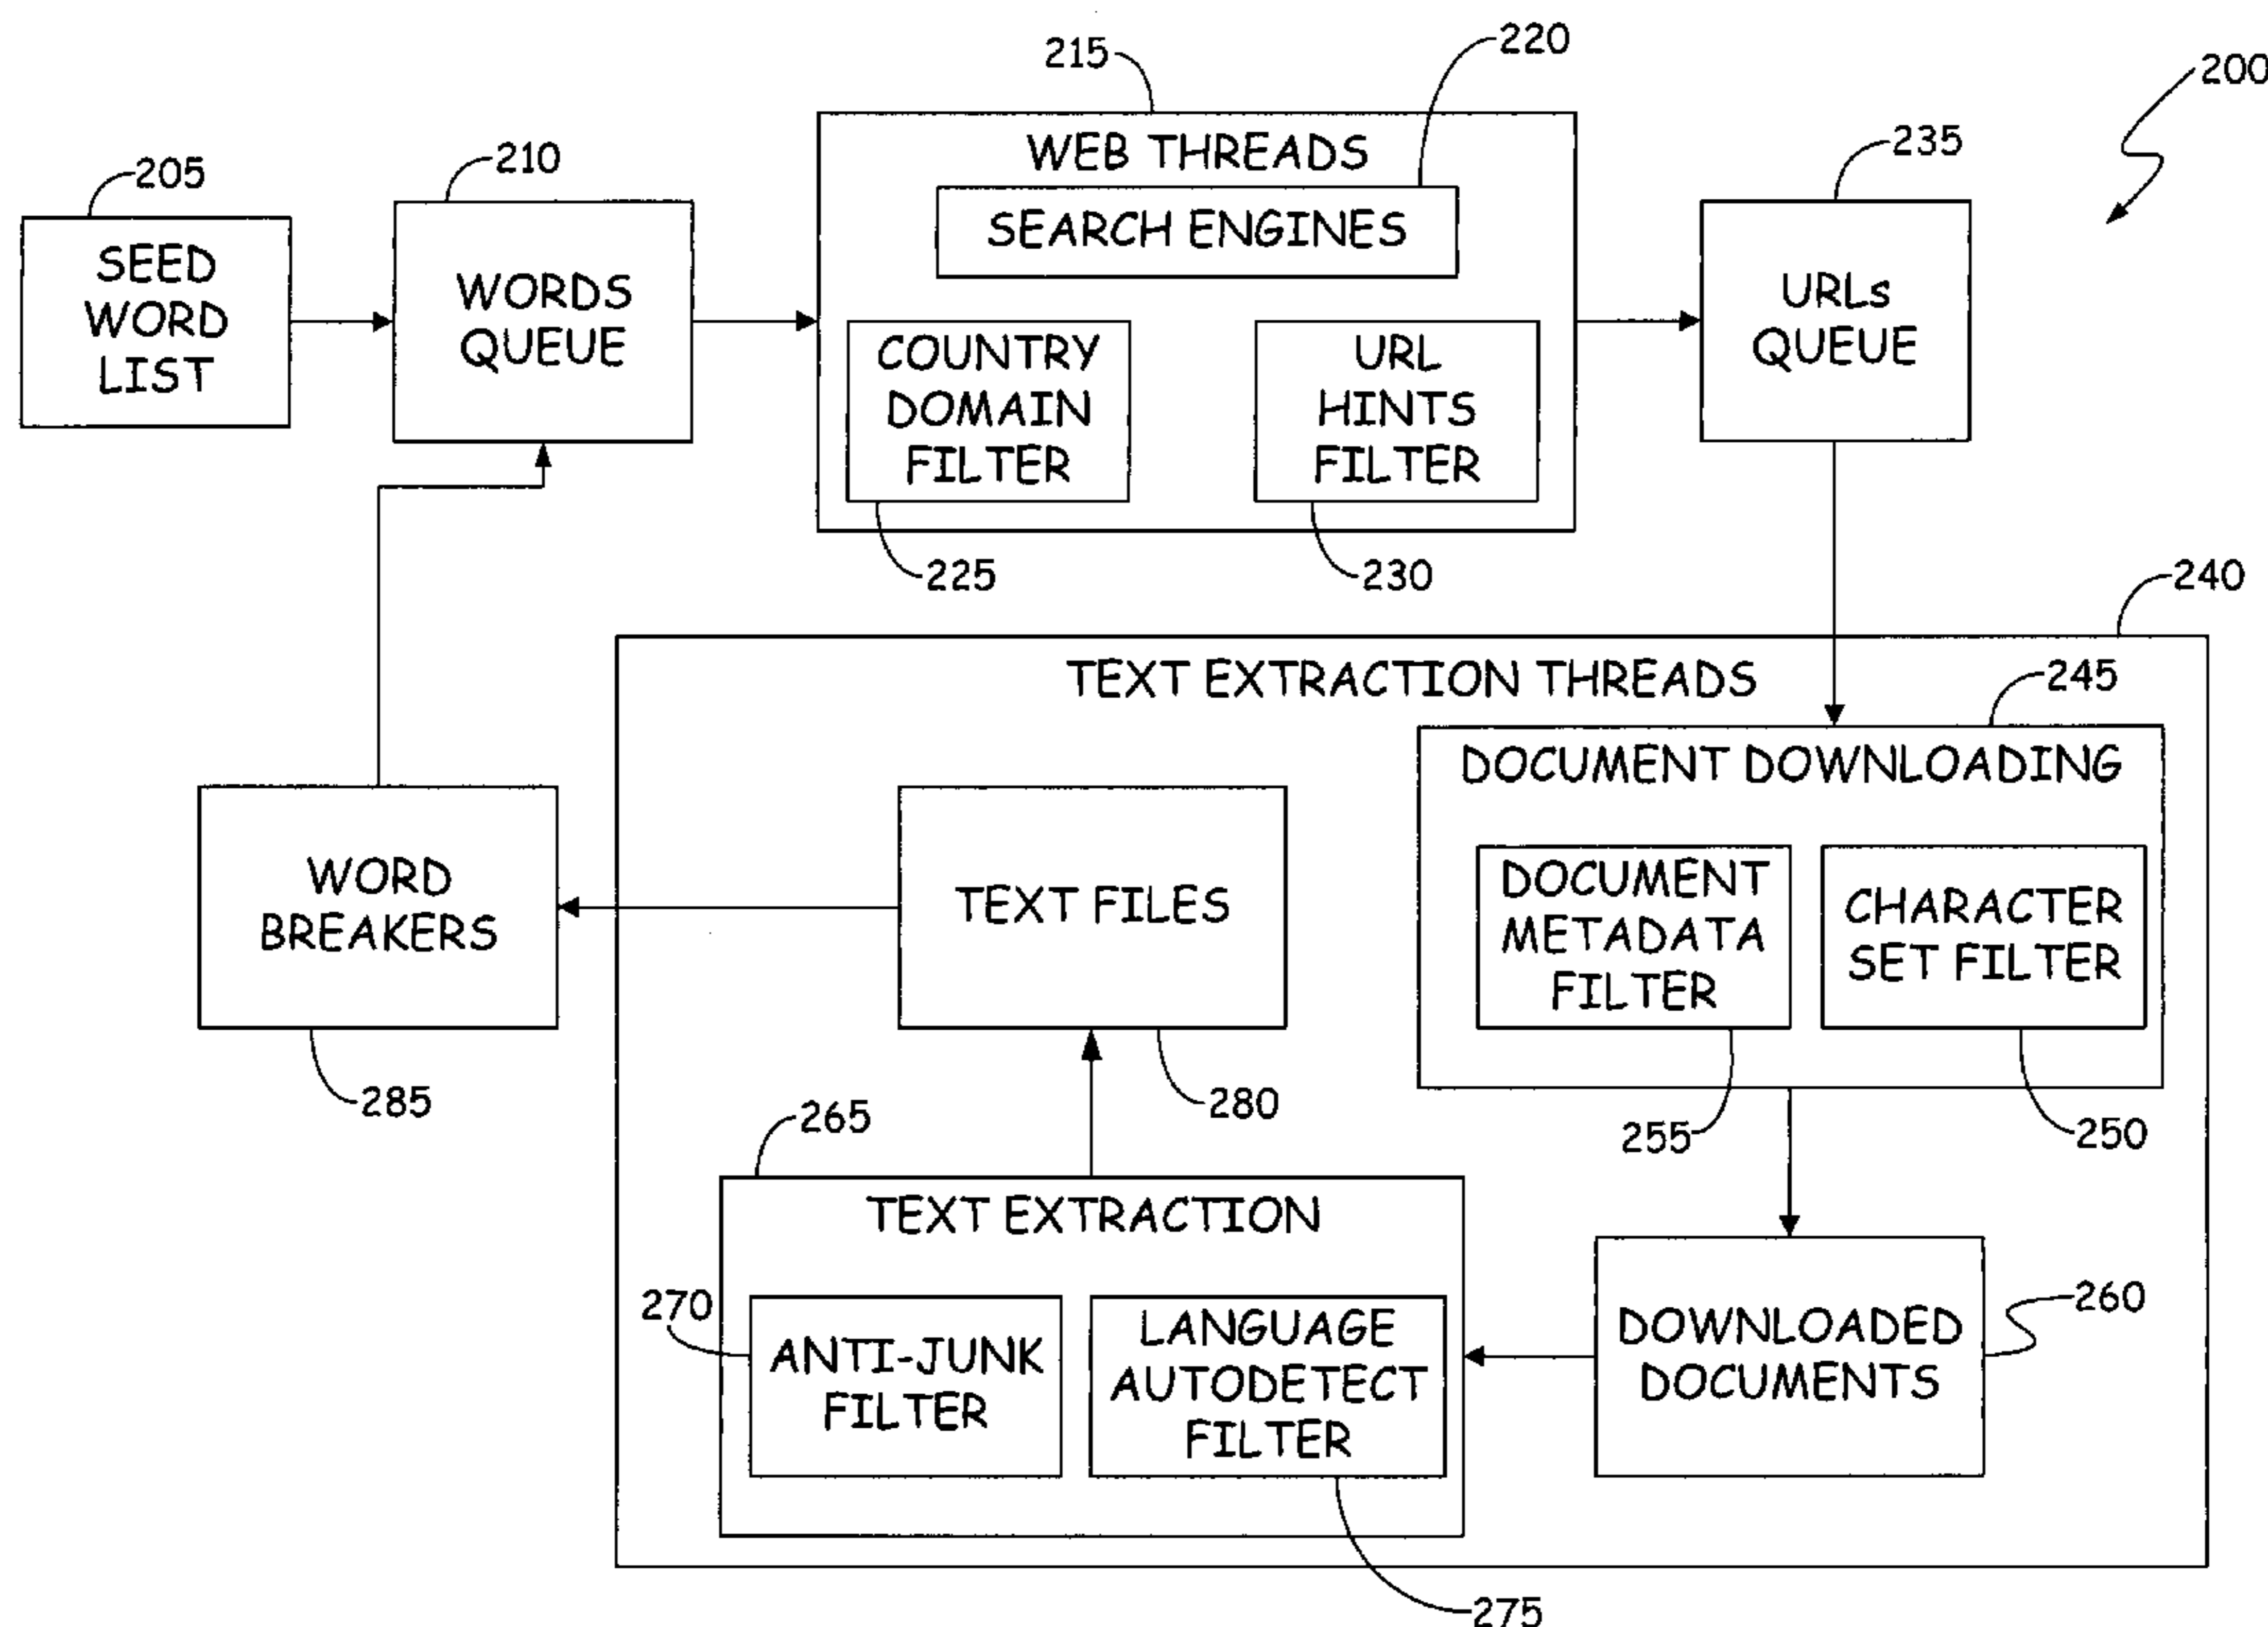 215
220
200
205
210
235
WEB THREADS
SEARCH ENGINES
SEED
WORD
LIST
WORDS
QUEUE
COUNTRY
DOMAIN
FILTER
URL
HINTS
FILTER
URLs
QUEUE
225
230
240
TEXT EXTRACTION THREADS
245
DOCUMENT DOWNLOADING
WORD
BREAKERS
TEXT FILES
DOCUMENT
METADATA
FILTER
CHARACTER
SET FILTER
285
280
255
250
265
TEXT EXTRACTION
270
ANTI-JUNK
FILTER
LANGUAGE
AUTODETECT
FILTER
DOWNLOADED
DOCUMENTS
260
275